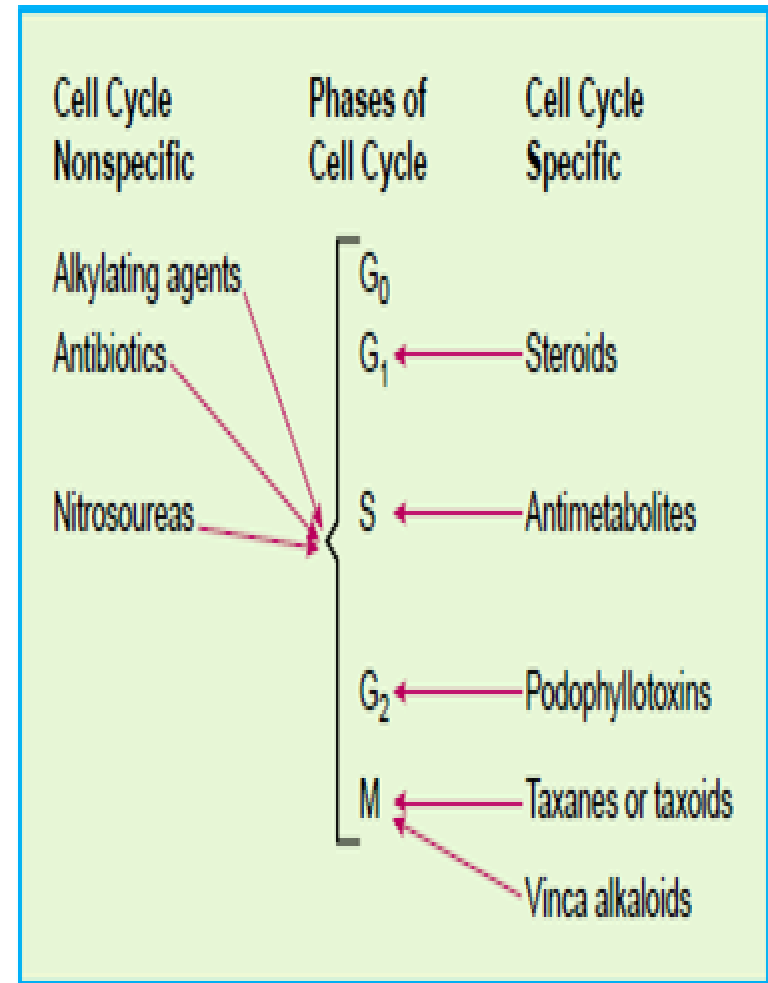 Cell Cycle
Nonspecific
Phases of
Cell Cycle
Cell Cycle
Specific
Alkylating agents
Antibiotics
Nitrosoureas
G₀
G₁
S
G₂
M
Steroids
Antimetabolites
Podophyllotoxins
Taxanes or taxoids
Vinca alkaloids